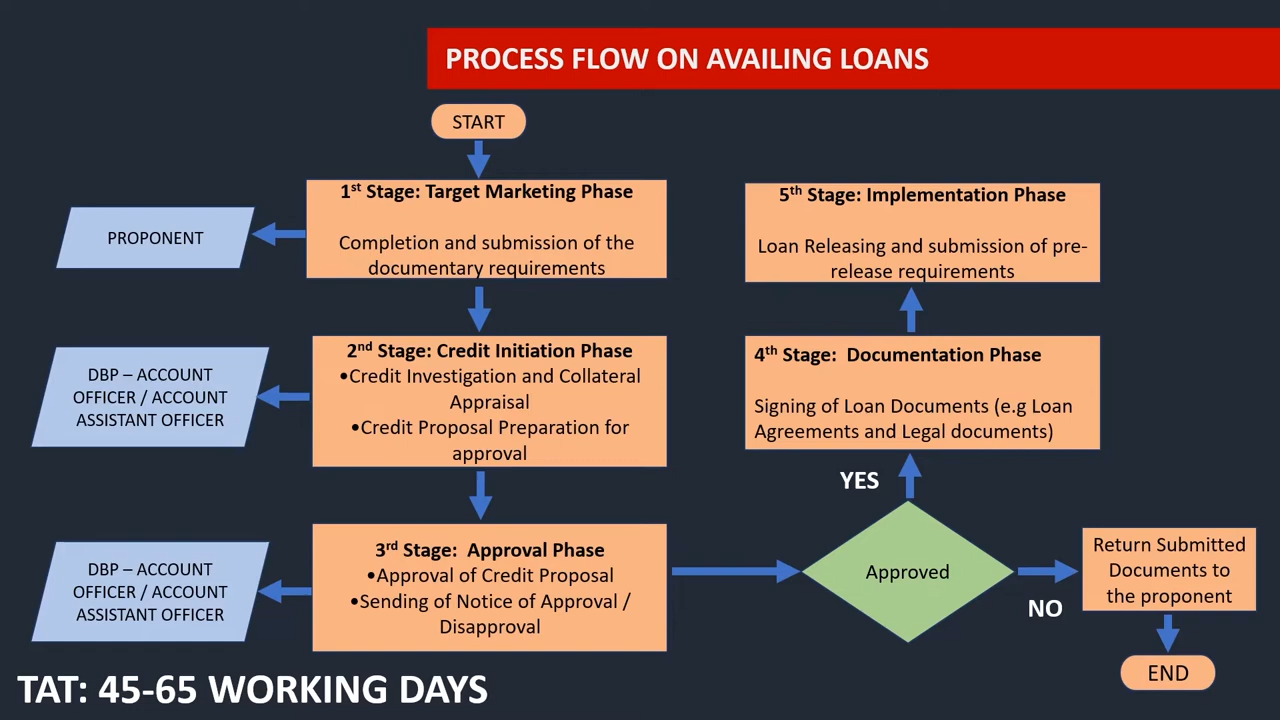 PROCESS FLOW ON AVAILING LOANS
START
1st Stage: Target Marketing Phase
Completion and submission of the
documentary requirements
PROPONENT
2nd Stage: Credit Initiation Phase
•Credit Investigation and Collateral
Appraisal
•Credit Proposal Preparation for
approval
DBP – ACCOUNT
OFFICER / ACCOUNT
ASSISTANT OFFICER
3rd Stage:  Approval Phase
•Approval of Credit Proposal
•Sending of Notice of Approval /
Disapproval
DBP – ACCOUNT
OFFICER / ACCOUNT
ASSISTANT OFFICER
Approved
YES
4th Stage:  Documentation Phase
Signing of Loan Documents (e.g Loan
Agreements and Legal documents)
5th Stage: Implementation Phase
Loan Releasing and submission of pre-
release requirements
NO
Return Submitted
Documents to
the proponent
END
TAT: 45-65 WORKING DAYS